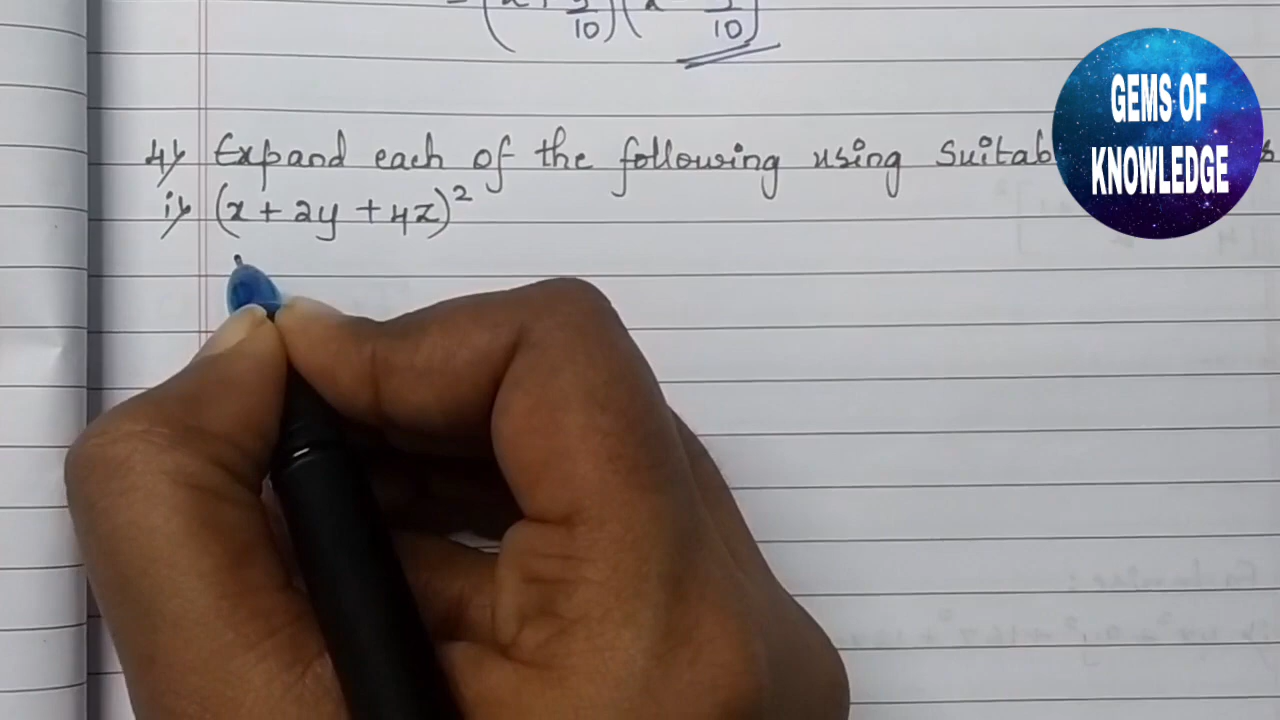 10 10
4) Expand each of the following using Suitab
i) (x + 2y + 4z)²
GEMS OF
KNOWLEDGE